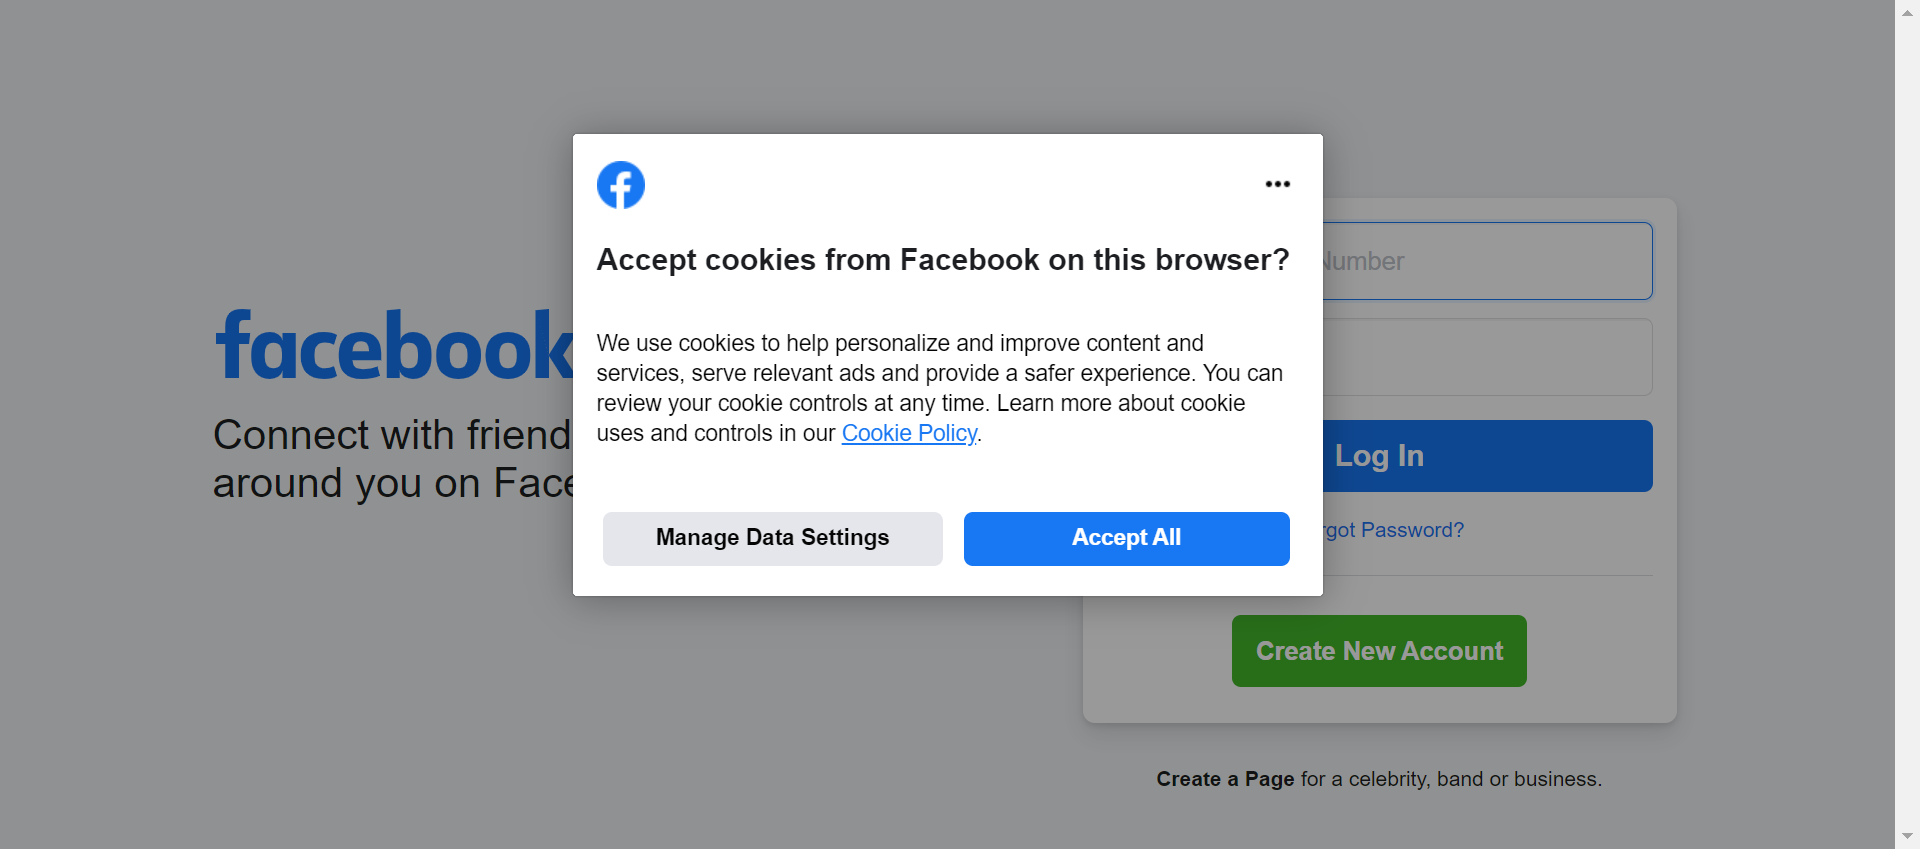 Accept cookies from Facebook on this browser?
We use cookies to help personalize and improve content and
services, serve relevant ads and provide a safer experience. You can
review your cookie controls at any time. Learn more about cookie
uses and controls in our Cookie Policy.
Manage Data Settings
Accept All
facebook
Connect with friend
around you on Face
Number
Log In
rgot Password?
Create New Account
Create a Page for a celebrity, band or business.